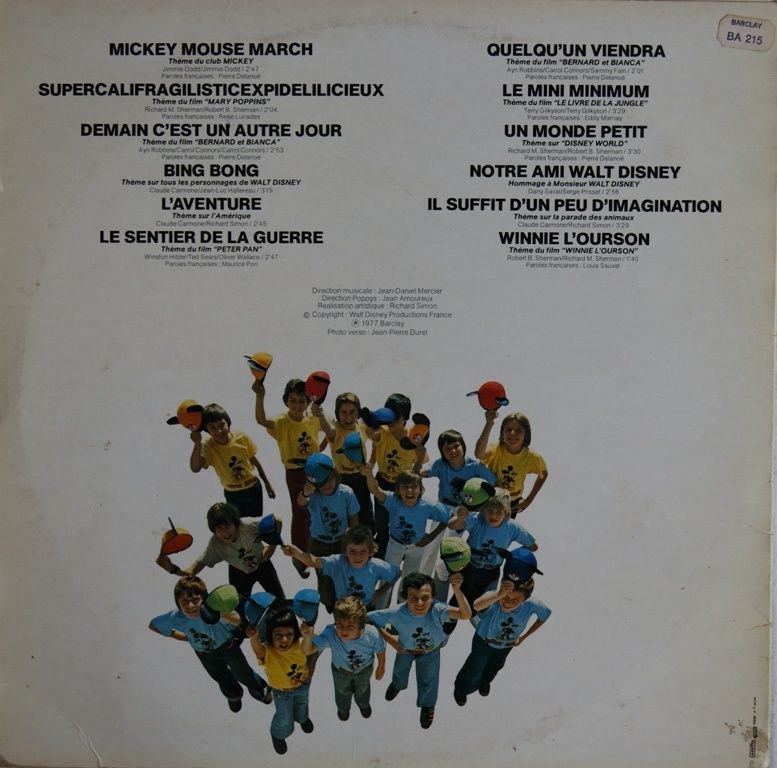 BARCLAY
BA 215
MICKEY MOUSE MARCH
Thème du club MICKEY
Jimmie Dodd/Jimmie Dodd / 2'47
Paroles françaises : Pierre Delanoë
SUPERCALIFRAGILISTICEXPIDELILICIEUX
Thème du film "MARY POPPINS"
Richard M. Sherman/Robert B. Sherman / 2'04
Paroles françaises : René Lucades
DEMAIN C'EST UN AUTRE JOUR
Thème du film "BERNARD et BIANCA"
Ayn Robbins/Carrol Connors/Carrol Connors / 2'53
Paroles françaises : Pierre Delanoë
BING BONG
Thème sur tous les personnages de WALT DISNEY
Claude Carmone/Jean-Luc Hallereau / 3'19
L'AVENTURE
Thème sur l'Amérique
Claude Carmone/Richard Simon / 2'45
LE SENTIER DE LA GUERRE
Thème du film "PETER PAN"
Winston Hibler/Ted Sears/Oliver Wallace / 2'47
Paroles françaises : Maurice Pon
QUELQU'UN VIENDRA
Thème du film "BERNARD et BIANCA"
Ayn Robbins/Carrol Connors/Sammy Fain / 2'01
Paroles françaises : Pierre Delanoë
LE MINI MINIMUM
Thème du film "LE LIVRE DE LA JUNGLE"
Terry Gilkyson/Terry Gilkyson / 3'29
Paroles françaises : Eddy Marnay
UN MONDE PETIT
Thème sur "DISNEY WORLD"
Richard M. Sherman/Robert B. Sherman / 3'30
Paroles françaises : Pierre Delanoë
NOTRE AMI WALT DISNEY
Hommage à Monsieur WALT DISNEY
Dany Saval/Serge Prisset / 2'56
IL SUFFIT D'UN PEU D'IMAGINATION
Thème sur la parade des animaux
Claude Carmone/Richard Simon / 3'29
WINNIE L'OURSON
Thème du film "WINNIE L'OURSON"
Robert B. Sherman/Richard M. Sherman / 1'40
Paroles françaises : Louis Sauvat
Direction musicale : Jean-Daniel Mercier
Direction Poppys : Jean Amoureux
Réalisation artistique : Richard Simon
© Copyright : Walt Disney Productions France
℗ 1977 Barclay
Photo verso : Jean-Pierre Durel